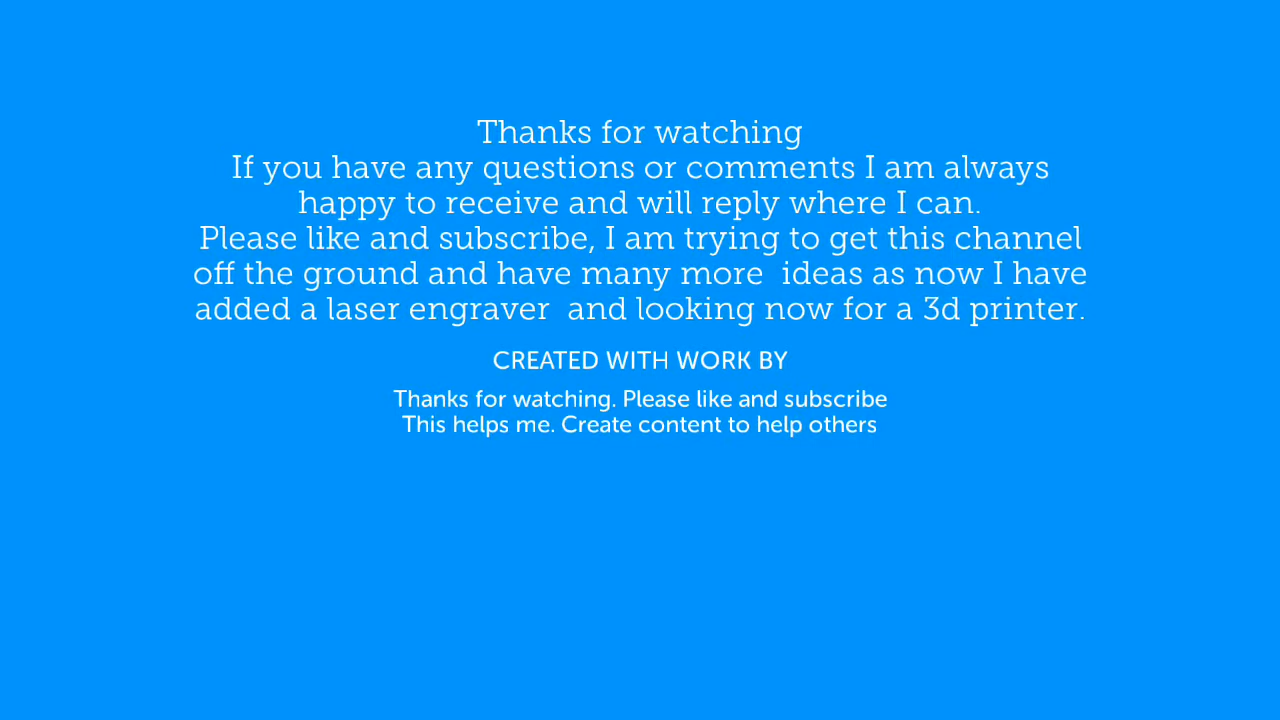 Thanks for watching
If you have any questions or comments I am always
happy to receive and will reply where I can.
Please like and subscribe, I am trying to get this channel
off the ground and have many more  ideas as now I have
added a laser engraver  and looking now for a 3d printer.
CREATED WITH WORK BY
Thanks for watching. Please like and subscribe
This helps me. Create content to help others